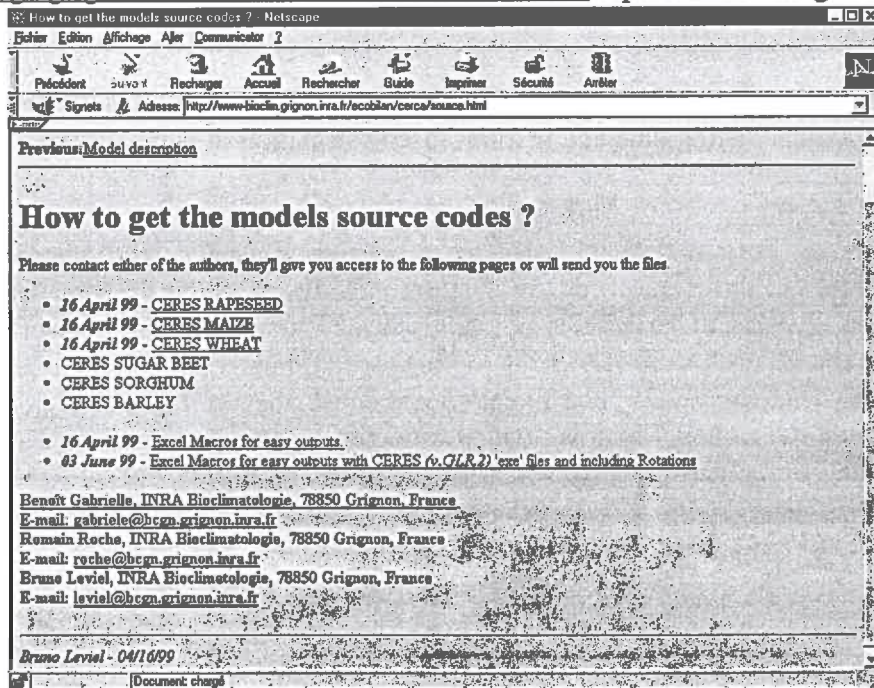 How to get the models source codes ? - Netscape
Fichier Edition Affichage Aller Communicator ?
Précédent Suivant Recharger Accueil Rechercher Guide Imprimer Sécurité Arrêter
Signets Adresse: http://www-bioclim.grignon.inra.fr/ecobilan/cerca/source.html
Previous:Model description
How to get the models source codes ?
Please contact either of the authors, they'll give you access to the following pages or will send you the files.
• 16 April 99 - CERES RAPESEED
• 16 April 99 - CERES MAIZE
• 16 April 99 - CERES WHEAT
• CERES SUGAR BEET
• CERES SORGHUM
• CERES BARLEY
• 16 April 99 - Excel Macros for easy outputs.
• 03 June 99 - Excel Macros for easy outputs with CERES (v.GLR.2) 'exe' files and including Rotations
Benoît Gabrielle, INRA Bioclimatologie, 78850 Grignon, France
E-mail: gabriele@bcgn.grignon.inra.fr
Romain Roche, INRA Bioclimatologie, 78850 Grignon, France
E-mail: roche@bcgn.grignon.inra.fr
Bruno Leviel, INRA Bioclimatologie, 78850 Grignon, France
E-mail: leviel@bcgn.grignon.inra.fr
Bruno Leviel - 04/16/99
Document: chargé